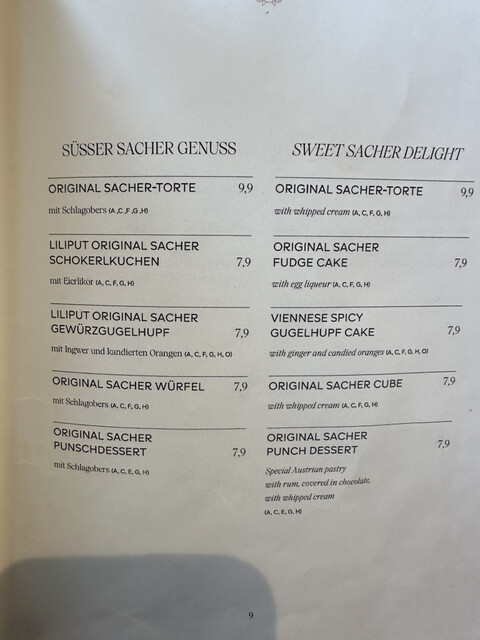 SÜSSER SACHER GENUSS
ORIGINAL SACHER-TORTE 9,9
mit Schlagobers (A ,C ,F ,G ,H)
LILIPUT ORIGINAL SACHER
SCHOKERLKUCHEN 7,9
mit Eierlikör (A, C, F, G, H)
LILIPUT ORIGINAL SACHER
GEWÜRZGUGELHUPF 7,9
mit Ingwer und kandierten Orangen (A, C, F, G, H, O)
ORIGINAL SACHER WÜRFEL 7,9
mit Schlagobers (A, C, F, G, H)
ORIGINAL SACHER
PUNSCHDESSERT 7,9
mit Schlagobers (A, C, E, G, H)
SWEET SACHER DELIGHT
ORIGINAL SACHER-TORTE 9,9
with whipped cream (A, C, F, G, H)
ORIGINAL SACHER
FUDGE CAKE 7,9
with egg liqueur (A, C, F, G, H)
VIENNESE SPICY
GUGELHUPF CAKE 7,9
with ginger and candied oranges (A, C, F, G, H, O)
ORIGINAL SACHER CUBE 7,9
with whipped cream (A, C, F, G, H)
ORIGINAL SACHER
PUNCH DESSERT 7,9
Special Austrian pastry
with rum, covered in chocolate,
with whipped cream
(A, C, E, G, H)
9